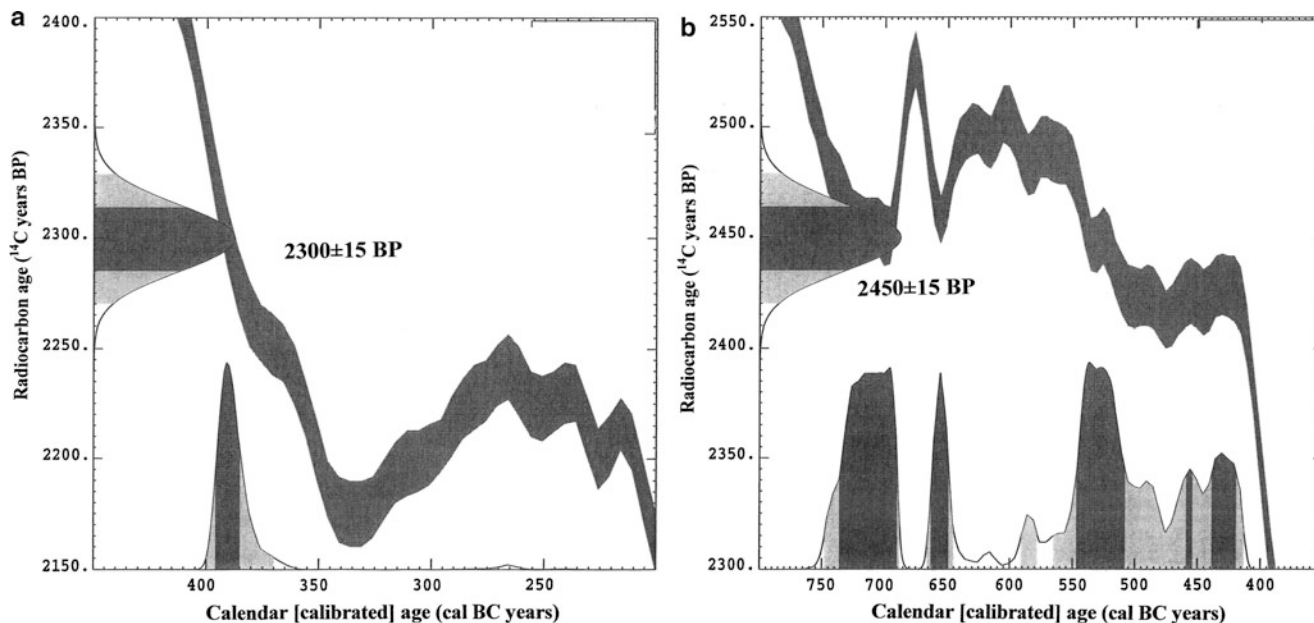 a
2400.
2350.
2300.
2250.
2200.
2150.
Radiocarbon age (¹⁴C years BP)
2300±15 BP
400 350 300 250
Calendar [calibrated] age (cal BC years)
b
2550.
2500.
2450.
2400.
2350.
2300.
Radiocarbon age (¹⁴C years BP)
2450±15 BP
750 700 650 600 550 500 450 400
Calendar [calibrated] age (cal BC years)